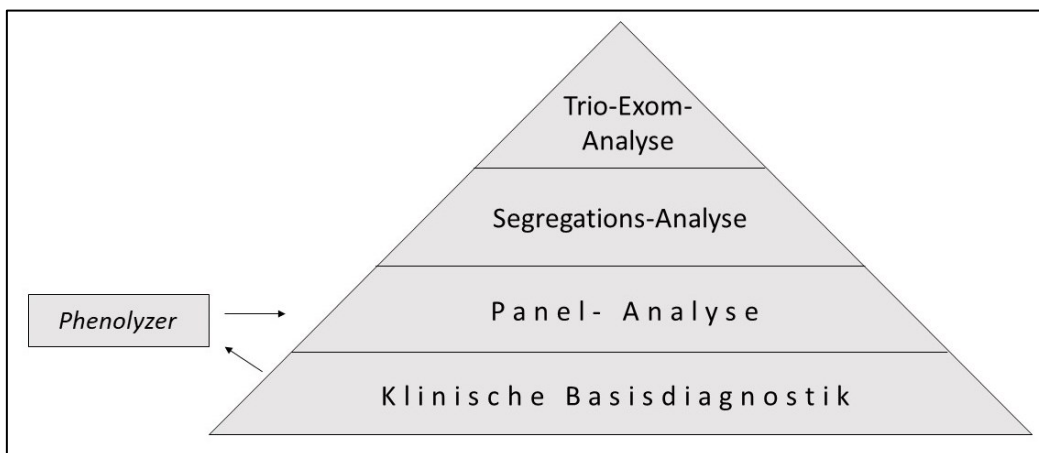 Trio-Exom-
Analyse
Segregations-Analyse
Phenolyzer
Panel- Analyse
Klinische Basisdiagnostik